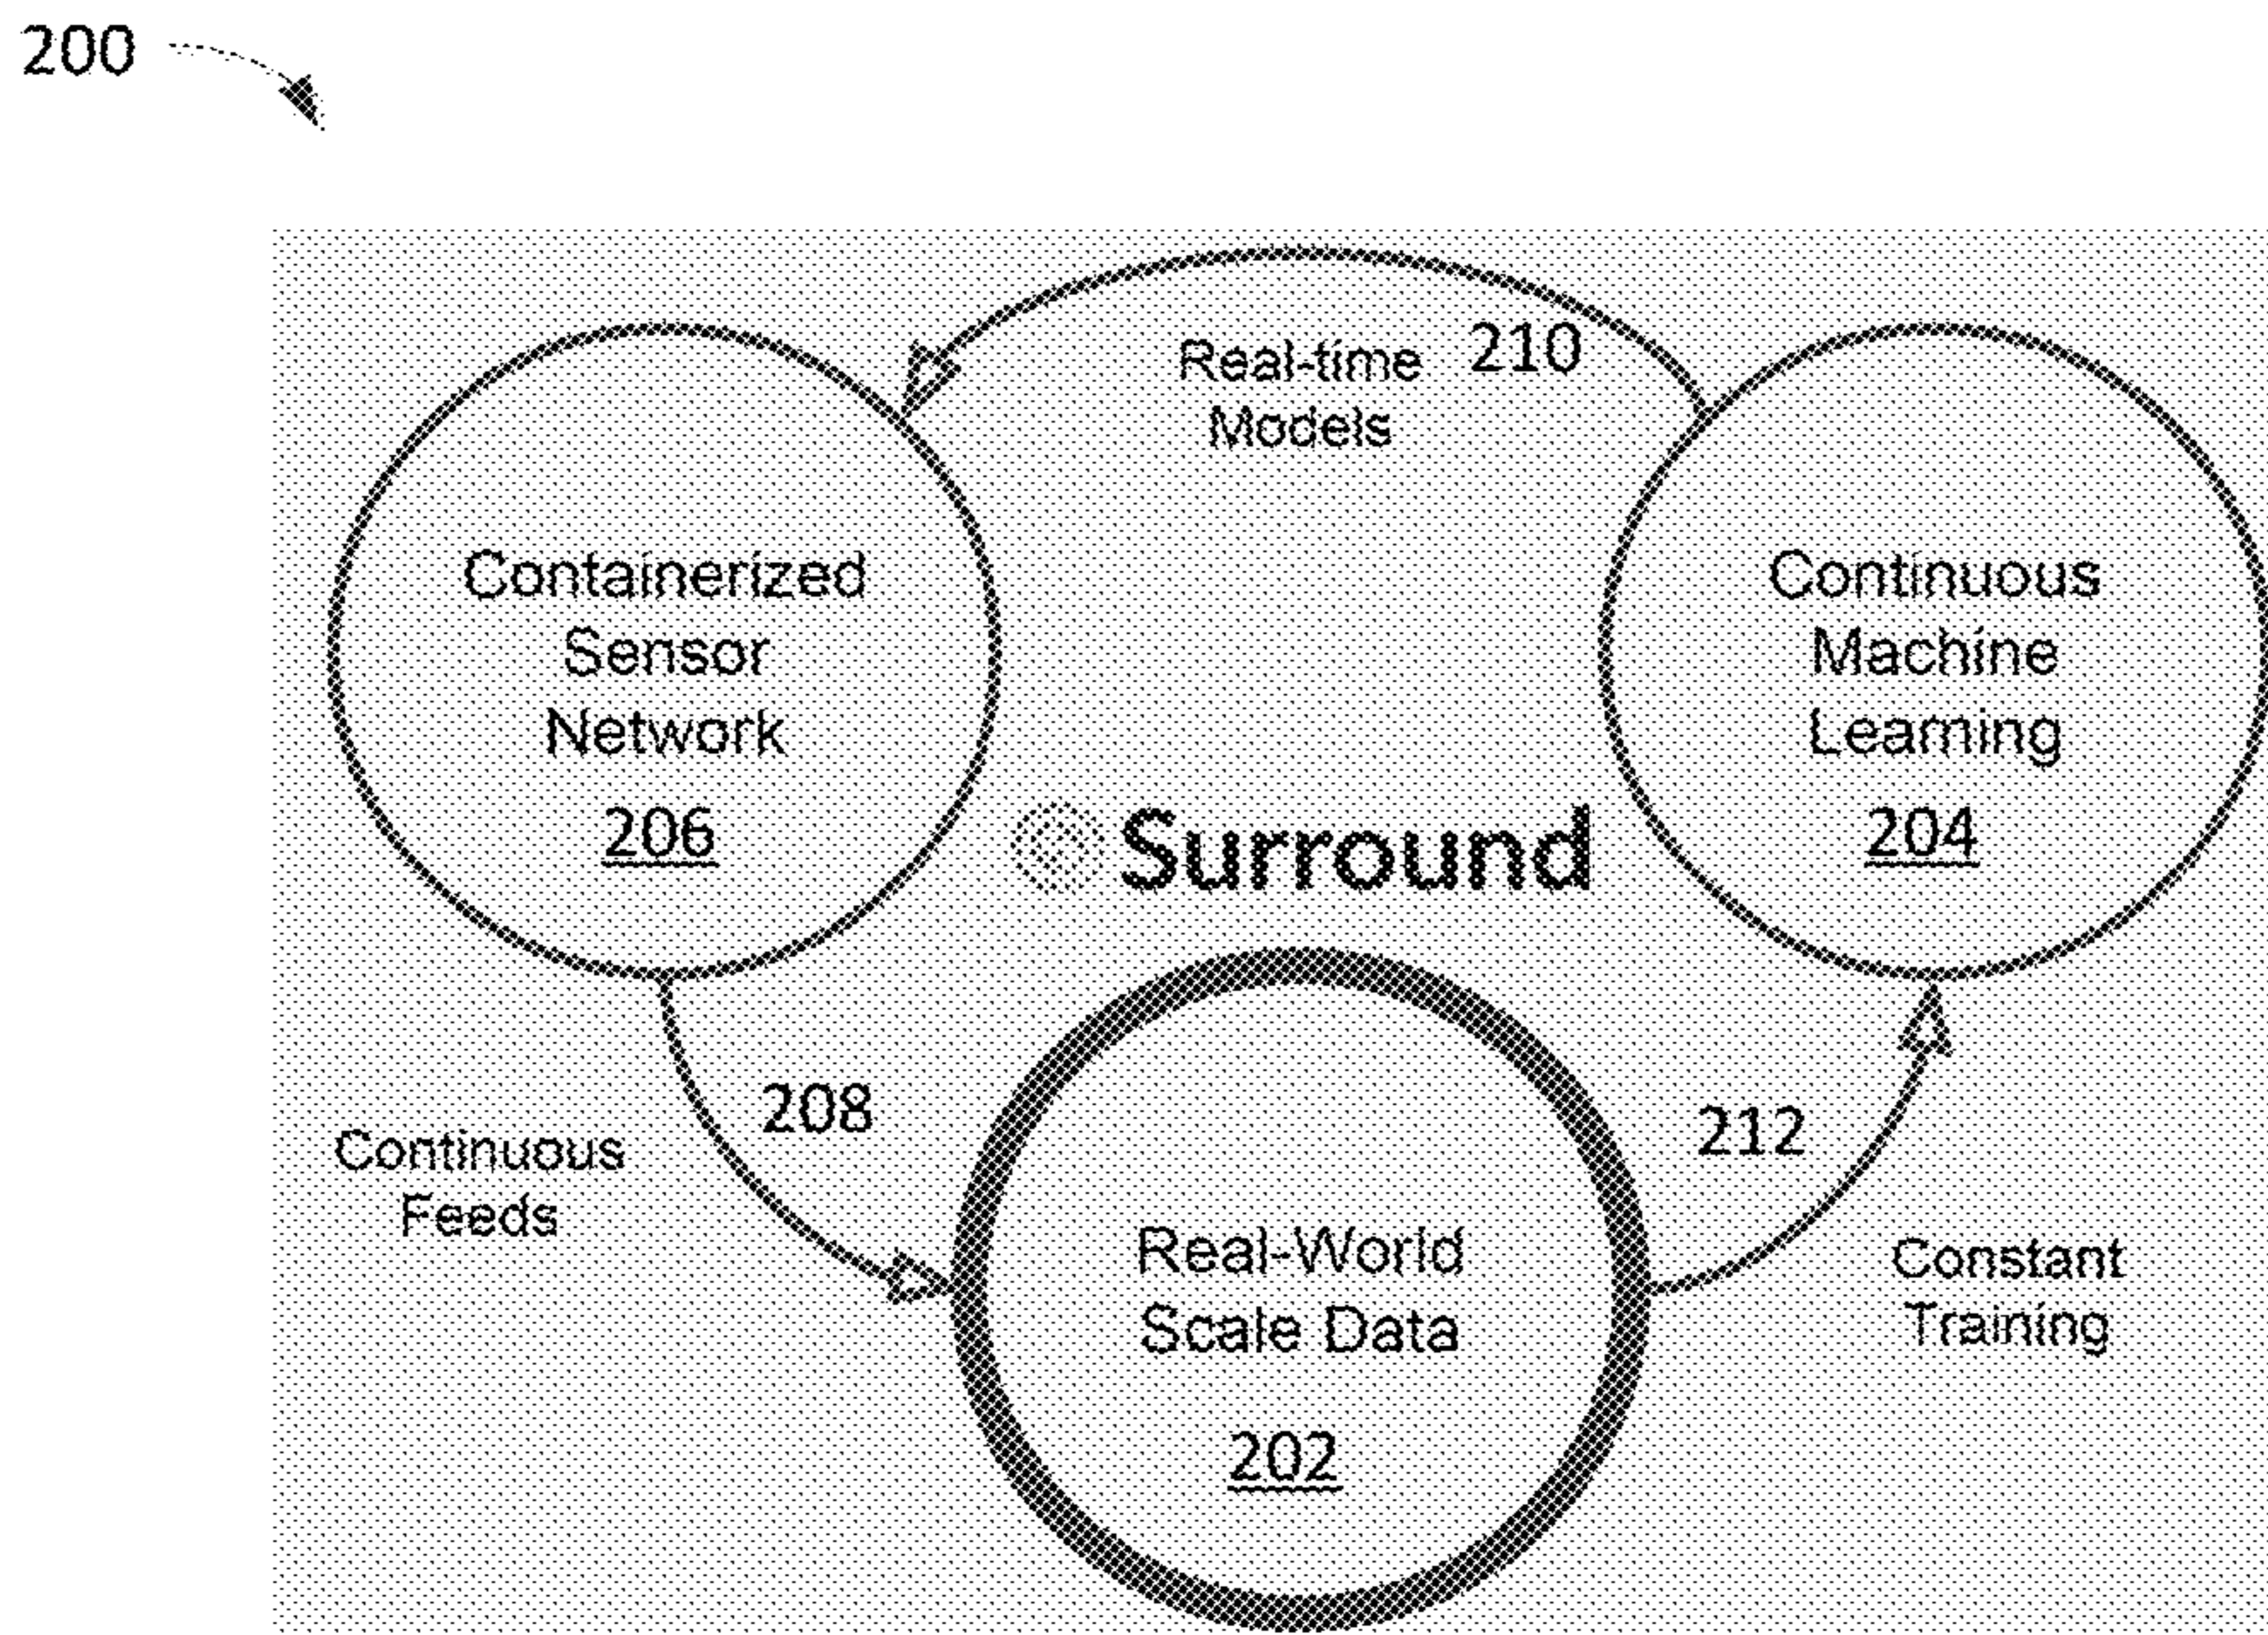 200
Real-time 210
Models
Containerized
Sensor
Network
206
Continuous
Machine
Learning
204
Surround
208
Continuous
Feeds
212
Constant
Training
Real-World
Scale Data
202